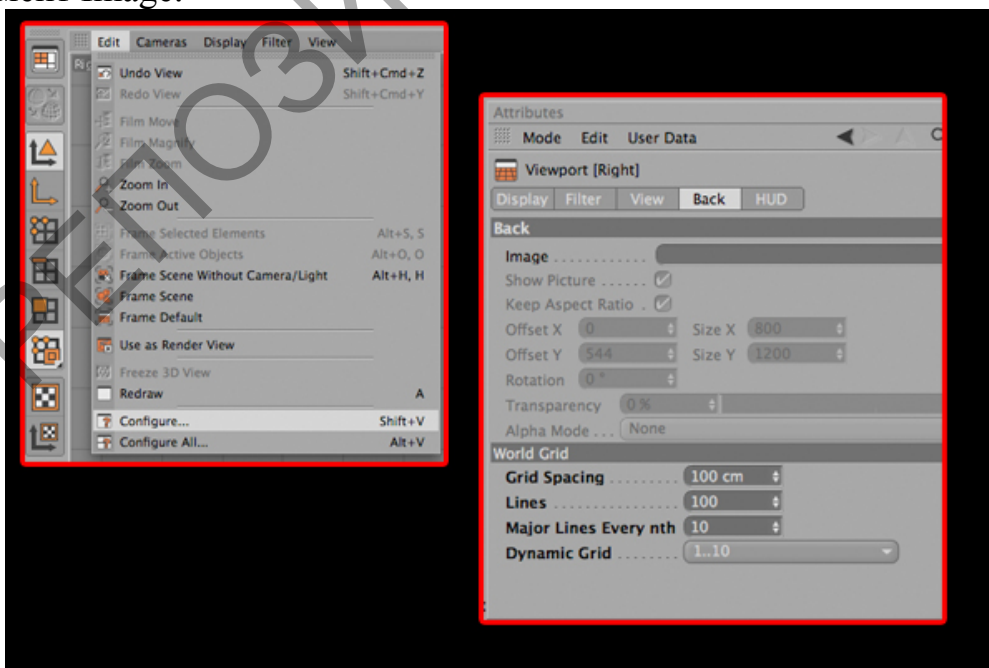 Image.
Edit Cameras Display Filter View
Undo View Shift+Cmd+Z
Redo View Shift+Cmd+Y
Film Move
Film Magnify
Film Zoom
Zoom In
Zoom Out
Frame Selected Elements Alt+S, S
Frame Active Objects Alt+O, O
Frame Scene Without Camera/Light Alt+H, H
Frame Scene
Frame Default
Use as Render View
Freeze 3D View
Redraw A
Configure... Shift+V
Configure All... Alt+V
Attributes
Mode Edit User Data
Viewport [Right]
Display Filter View Back HUD
Back
Image
Show Picture
Keep Aspect Ratio
Offset X 0 Size X 800
Offset Y 544 Size Y 1200
Rotation 0 °
Transparency 0 %
Alpha Mode . . . None
World Grid
Grid Spacing 100 cm
Lines 100
Major Lines Every nth 10
Dynamic Grid 1..10